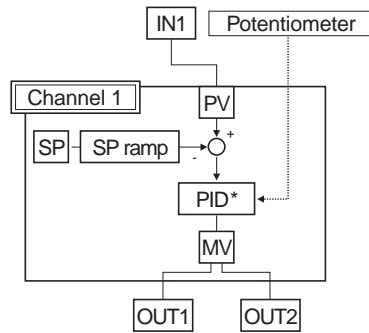 IN1
Potentiometer
Channel 1
PV
+
SP
SP ramp
-
PID*
MV
OUT1
OUT2